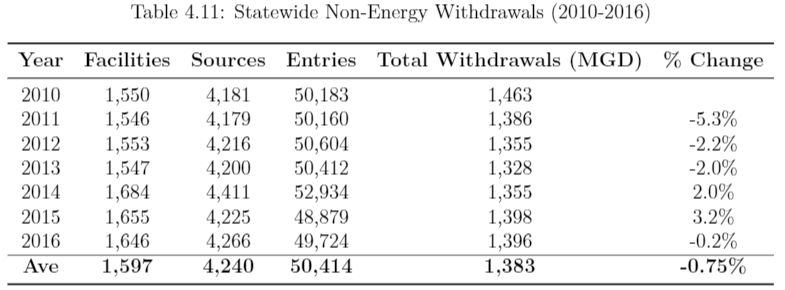 Table 4.11: Statewide Non-Energy Withdrawals (2010-2016)
Year Facilities Sources Entries Total Withdrawals (MGD) % Change
2010 1,550 4,181 50,183 1,463
2011 1,546 4,179 50,160 1,386 -5.3%
2012 1,553 4,216 50,604 1,355 -2.2%
2013 1,547 4,200 50,412 1,328 -2.0%
2014 1,684 4,411 52,934 1,355 2.0%
2015 1,655 4,225 48,879 1,398 3.2%
2016 1,646 4,266 49,724 1,396 -0.2%
Ave 1,597 4,240 50,414 1,383 -0.75%